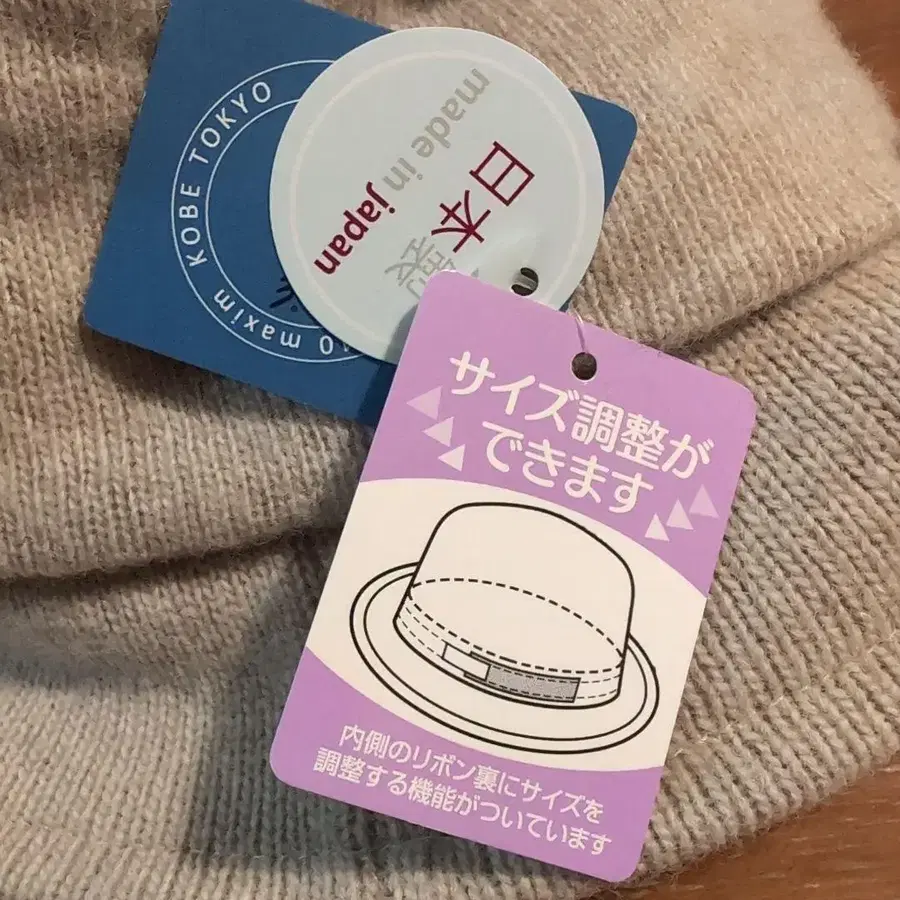 KOBE TOKYO
maxim
made in
japan
日本
製
サイズ調整が
できます
内側のリボン裏にサイズを
調整する機能がついています